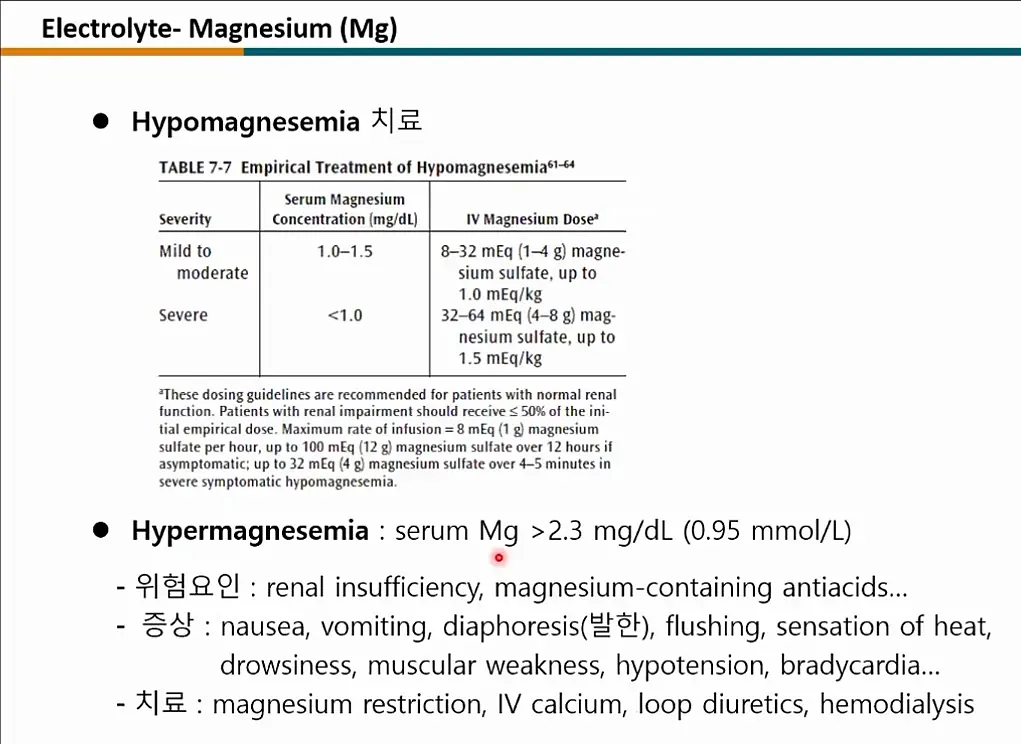 Electrolyte- Magnesium (Mg)
● Hypomagnesemia 치료
TABLE 7-7 Empirical Treatment of Hypomagnesemia61–64
Severity
Serum Magnesium
Concentration (mg/dL)
IV Magnesium Doseª
Mild to
moderate
1.0–1.5
8–32 mEq (1–4 g) magne-
sium sulfate, up to
1.0 mEq/kg
Severe
<1.0
32–64 mEq (4–8 g) mag-
nesium sulfate, up to
1.5 mEq/kg
ªThese dosing guidelines are recommended for patients with normal renal
function. Patients with renal impairment should receive ≤ 50% of the ini-
tial empirical dose. Maximum rate of infusion = 8 mEq (1 g) magnesium
sulfate per hour, up to 100 mEq (12 g) magnesium sulfate over 12 hours if
asymptomatic; up to 32 mEq (4 g) magnesium sulfate over 4–5 minutes in
severe symptomatic hypomagnesemia.
● Hypermagnesemia : serum Mg >2.3 mg/dL (0.95 mmol/L)
- 위험요인 : renal insufficiency, magnesium-containing antiacids...
- 증상 : nausea, vomiting, diaphoresis(발한), flushing, sensation of heat,
drowsiness, muscular weakness, hypotension, bradycardia...
- 치료 : magnesium restriction, IV calcium, loop diuretics, hemodialysis